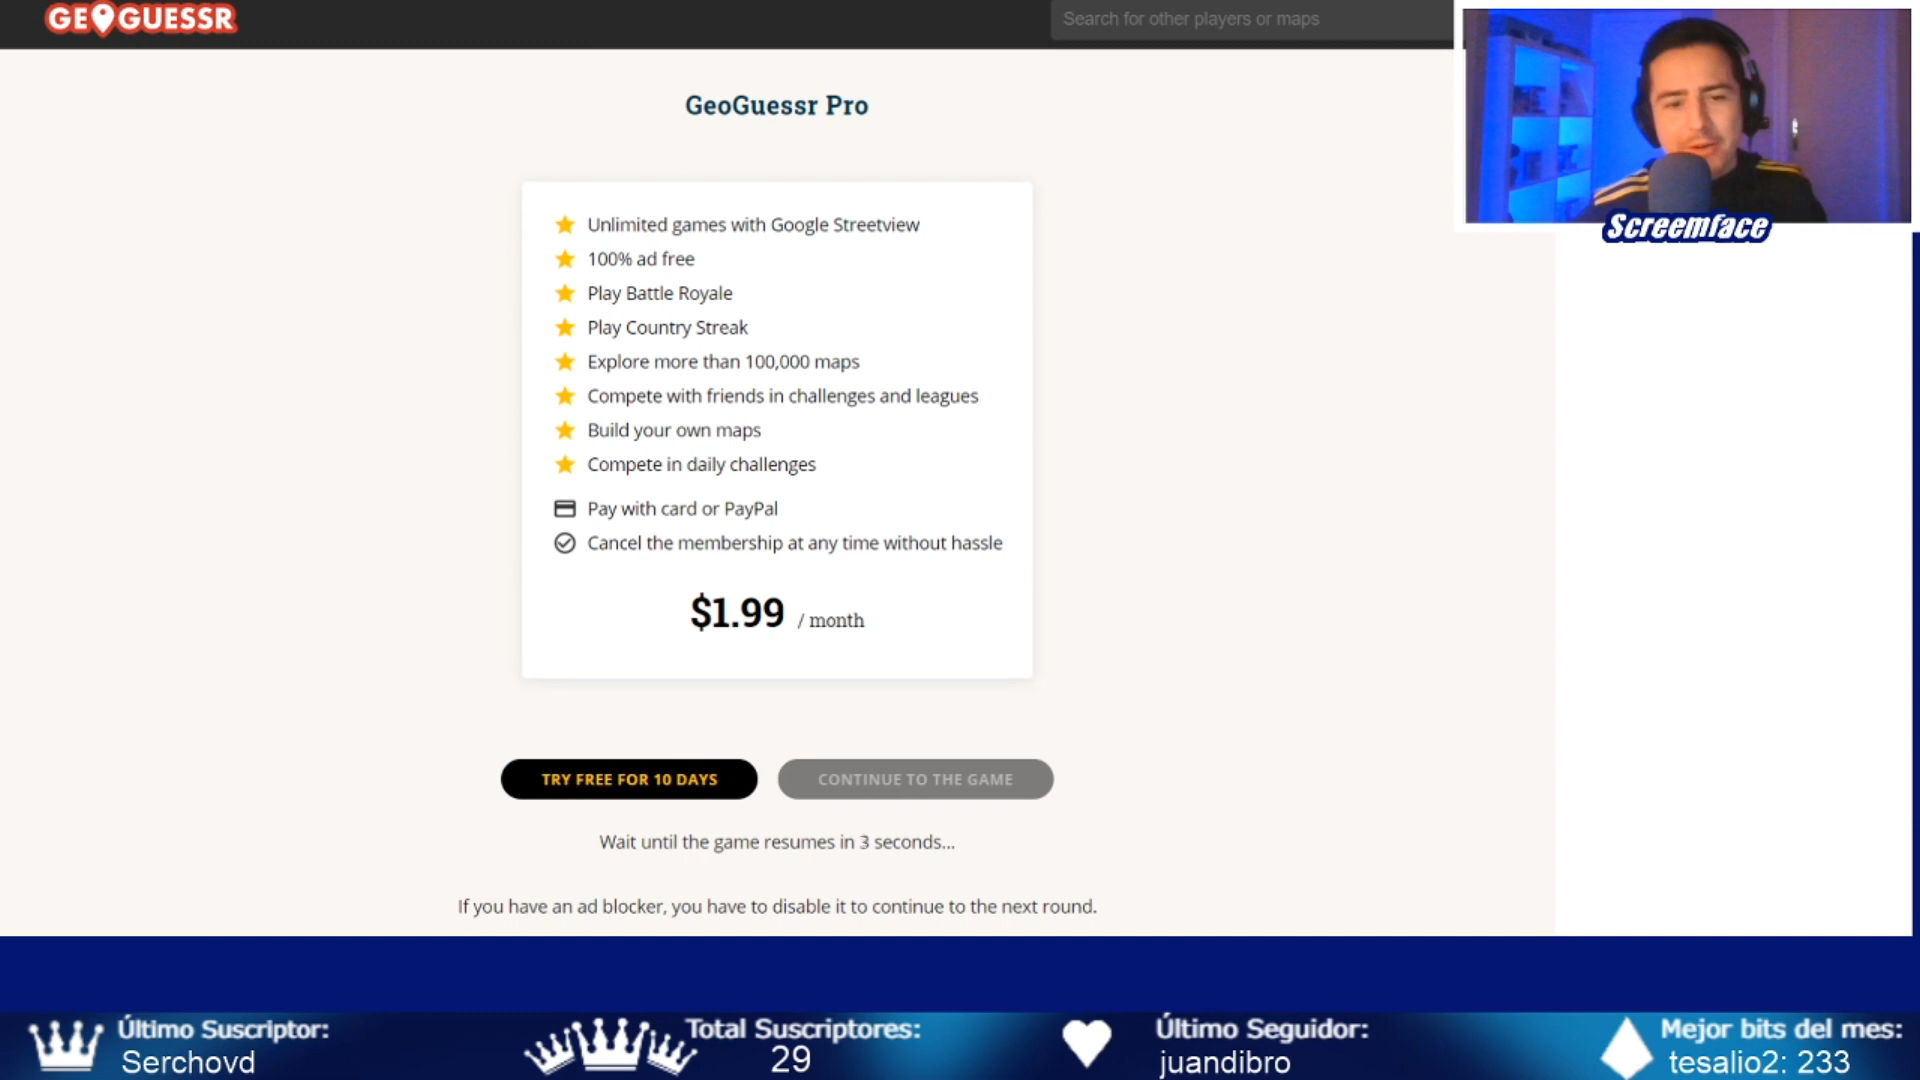 GEOGUESSR
Search for other players or maps
GeoGuessr Pro
Unlimited games with Google Streetview
100% ad free
Play Battle Royale
Play Country Streak
Explore more than 100,000 maps
Compete with friends in challenges and leagues
Build your own maps
Compete in daily challenges
Pay with card or PayPal
Cancel the membership at any time without hassle
$1.99 / month
TRY FREE FOR 10 DAYS
CONTINUE TO THE GAME
Wait until the game resumes in 3 seconds...
If you have an ad blocker, you have to disable it to continue to the next round.
Screemface
Último Suscriptor:
Serchovd
Total Suscriptores:
29
Último Seguidor:
juandibro
Mejor bits del mes:
tesalio2: 233